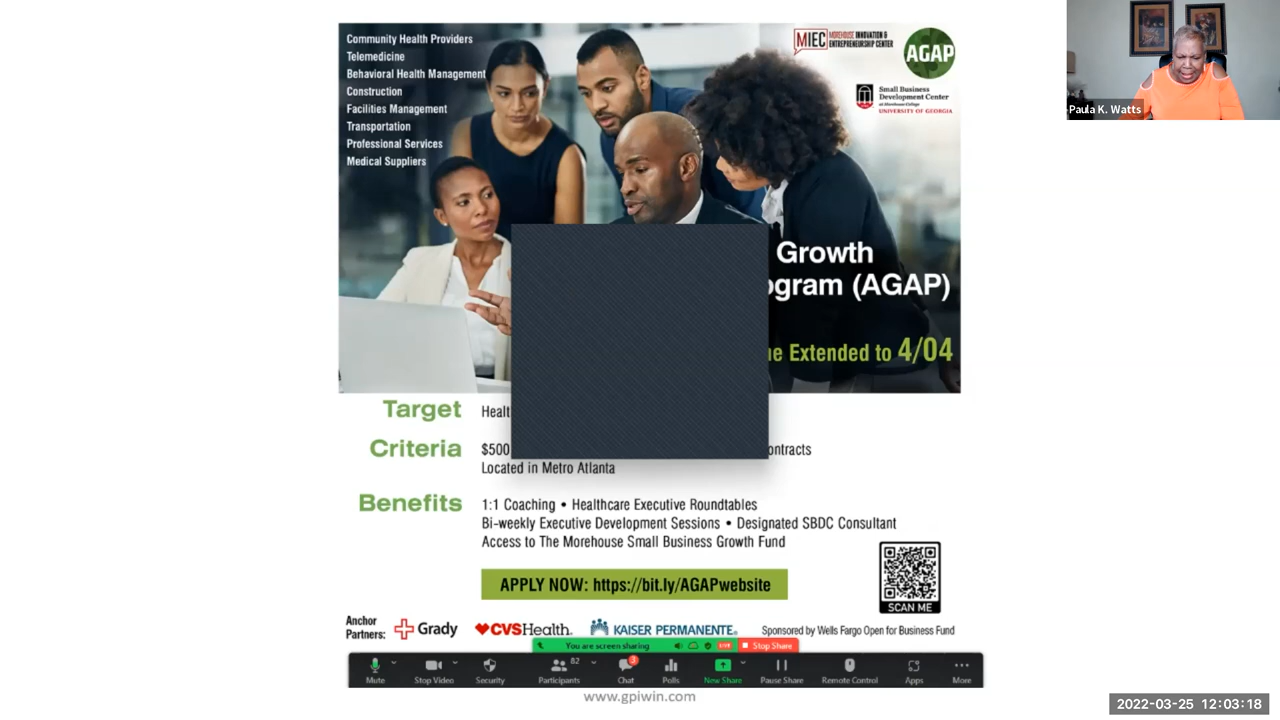 Community Health Providers
Telemedicine
Behavioral Health Management
Construction
Facilities Management
Transportation
Professional Services
Medical Suppliers
MIEC MOREHOUSE INNOVATION &
ENTREPRENEURSHIP CENTER
AGAP
Small Business
Development Center
at Morehouse College
UNIVERSITY OF GEORGIA
Paula K. Watts
Growth
ogram (AGAP)
ne Extended to 4/04
Target
Healt
Criteria
$500
ontracts
Located in Metro Atlanta
Benefits
1:1 Coaching • Healthcare Executive Roundtables
Bi-weekly Executive Development Sessions • Designated SBDC Consultant
Access to The Morehouse Small Business Growth Fund
APPLY NOW: https://bit.ly/AGAPwebsite
SCAN ME
Anchor
Partners:
Grady
CVSHealth.
KAISER PERMANENTE®
Sponsored by Wells Fargo Open for Business Fund
You are screen sharing
Stop Share
Mute
Stop Video
Security
Participants
62
Chat
3
Polls
New Share
Pause Share
Remote Control
Apps
More
www.gpiwin.com
2022-03-25 12:03:18